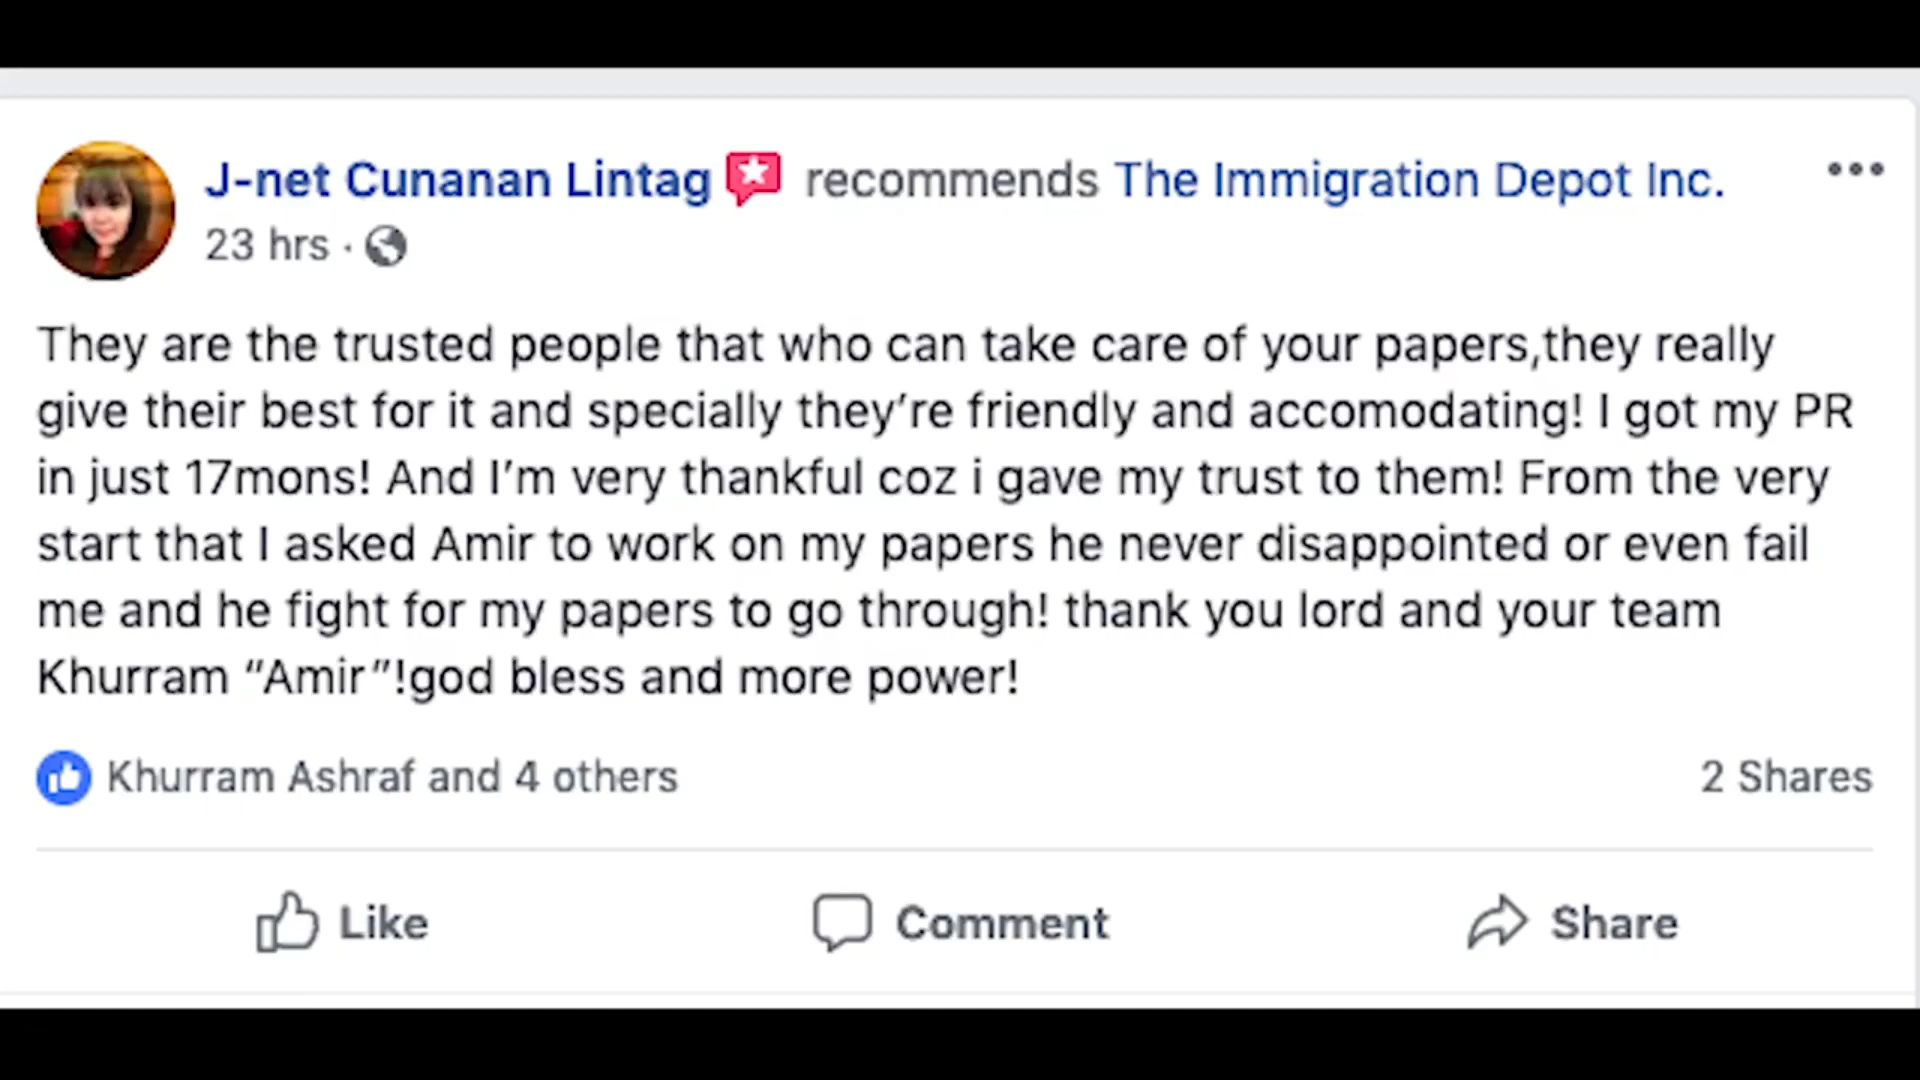 J-net Cunanan Lintag recommends The Immigration Depot Inc.
23 hrs ·
They are the trusted people that who can take care of your papers,they really
give their best for it and specially they’re friendly and accomodating! I got my PR
in just 17mons! And I’m very thankful coz i gave my trust to them! From the very
start that I asked Amir to work on my papers he never disappointed or even fail
me and he fight for my papers to go through! thank you lord and your team
Khurram “Amir”!god bless and more power!
Khurram Ashraf and 4 others 2 Shares
Like Comment Share